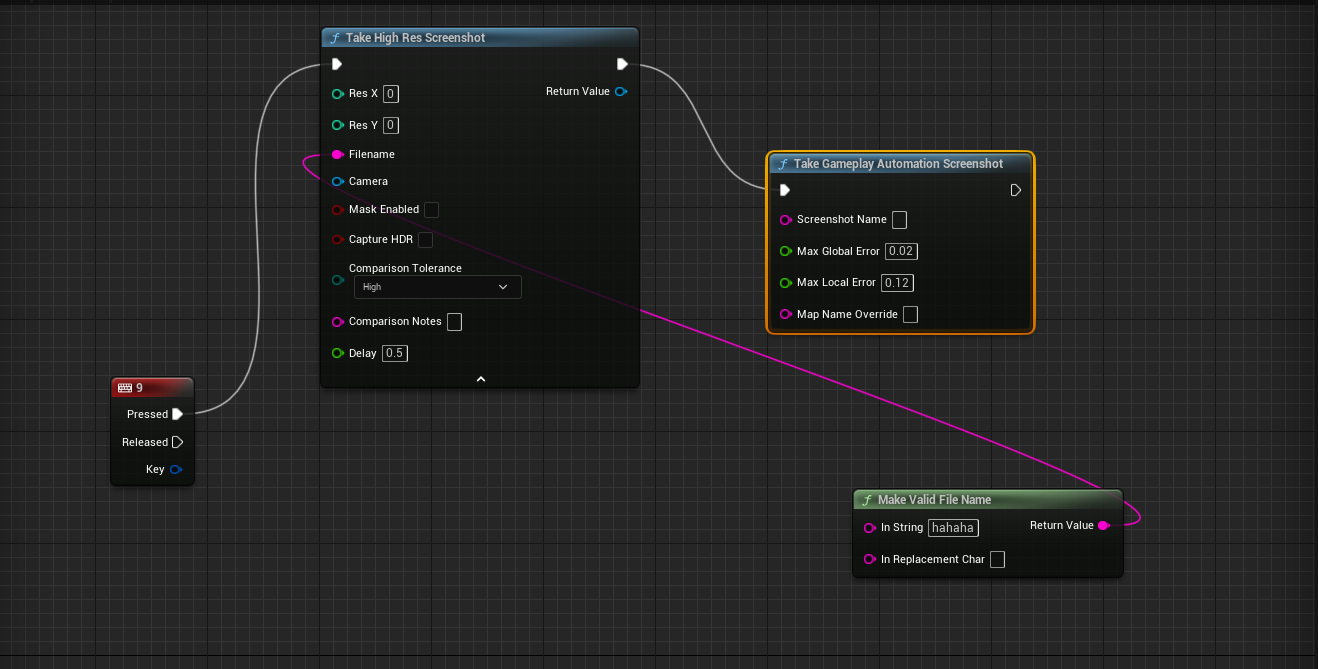 Take High Res Screenshot
Res X 0
Return Value
Res Y 0
Filename
Camera
Mask Enabled
Capture HDR
Comparison Tolerance
High
Comparison Notes
Delay 0.5
Take Gameplay Automation Screenshot
Screenshot Name
Max Global Error 0.02
Max Local Error 0.12
Map Name Override
9
Pressed
Released
Key
Make Valid File Name
In String hahaha
Return Value
In Replacement Char